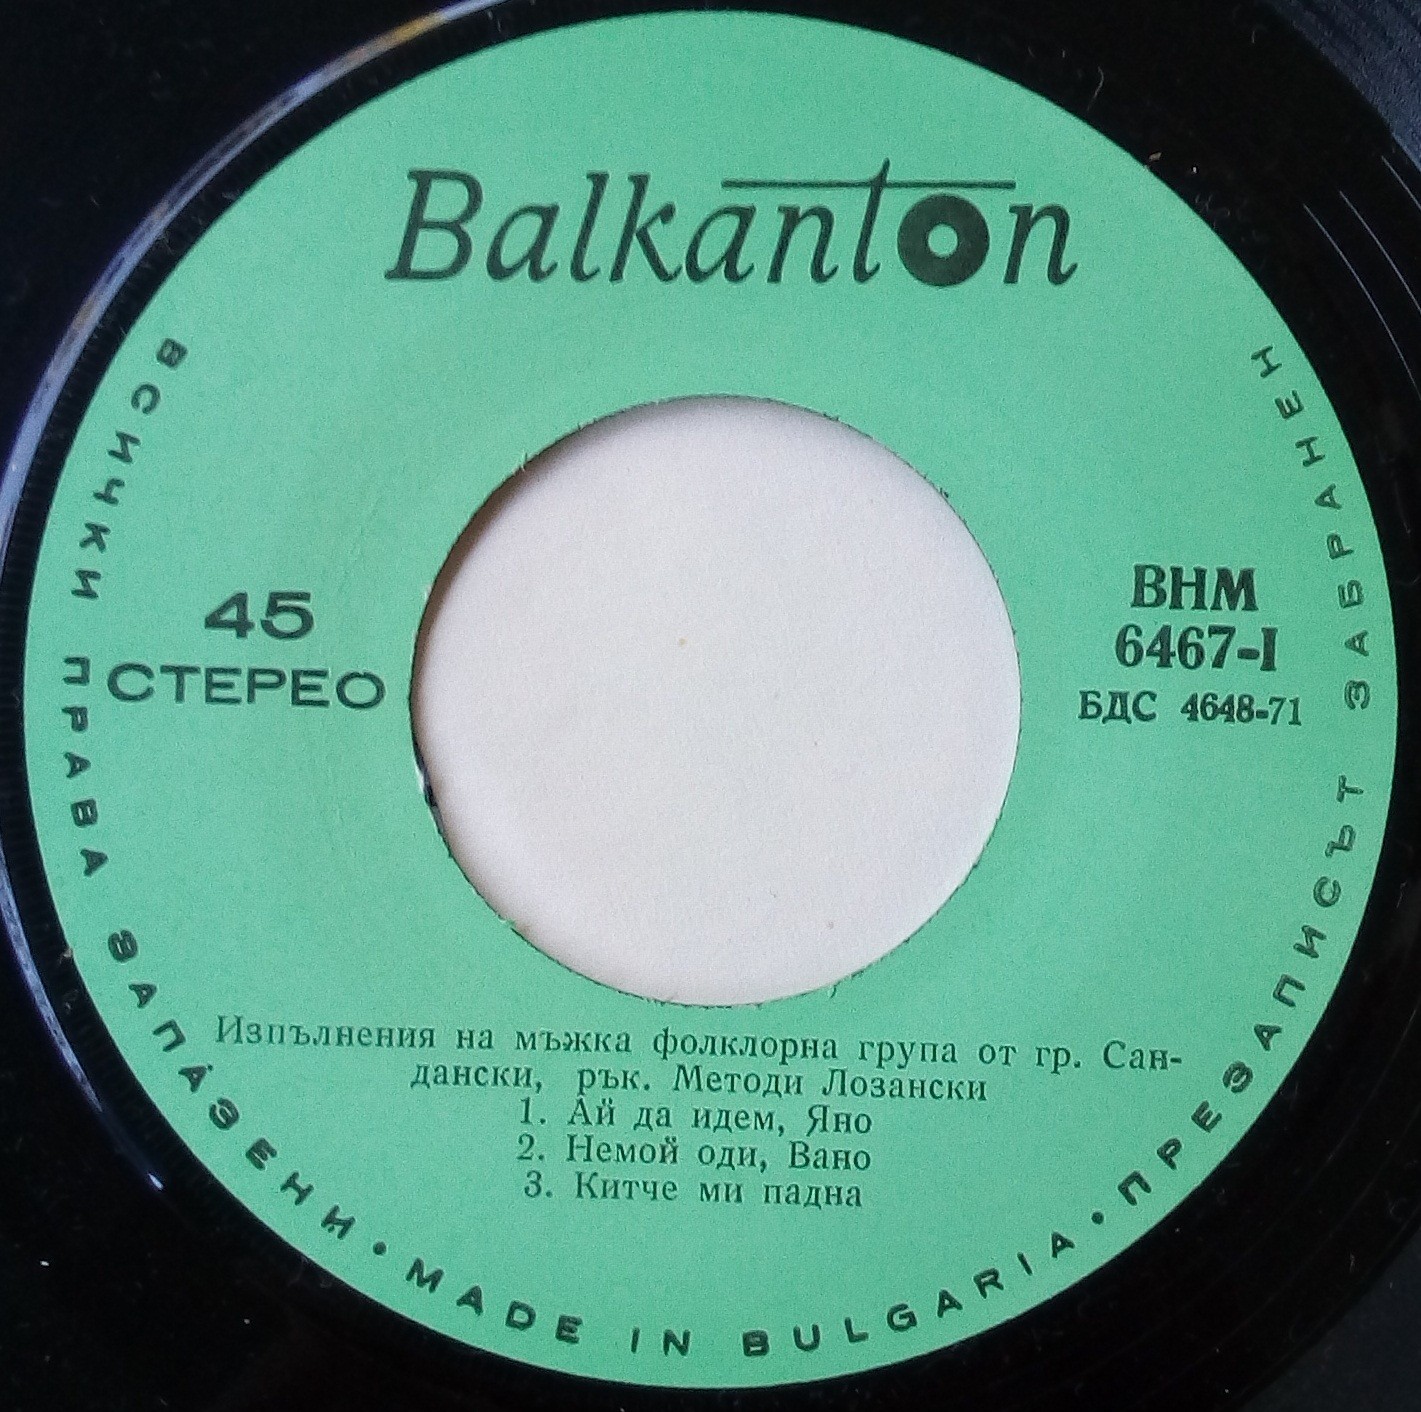 Balkanton
45
СТЕРЕО
ВНМ
6467-I
БДС 4648-71
Изпълнения на мъжка фолклорна група от гр. Сан-
дански, рък. Методи Лозански
1. Ай да идем, Яно
2. Немой оди, Вано
3. Китче ми падна
ВСИЧКИ ПРАВА ЗАПАЗЕНИ • MADE IN BULGARIA • ПРЕЗАПИСЪТ ЗАБРАНЕН